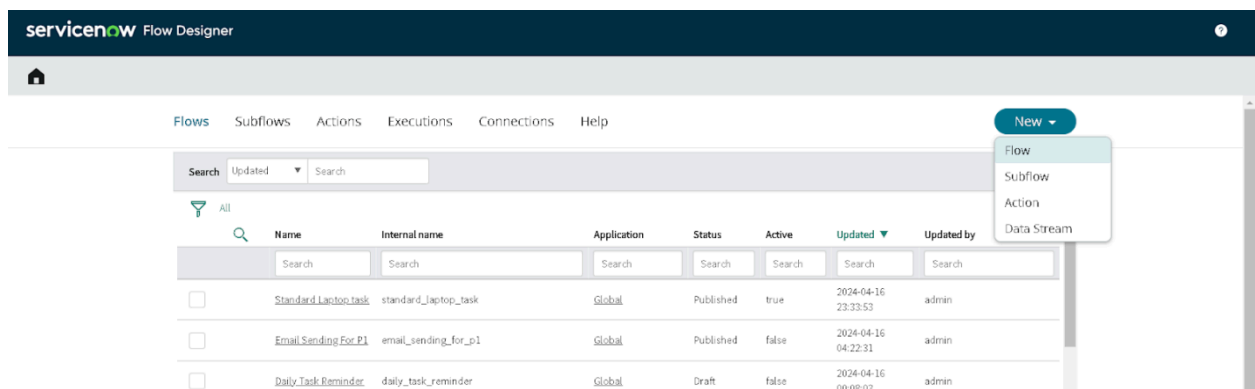 servicenow Flow Designer
?
Flows Subflows Actions Executions Connections Help New
Flow
Subflow
Action
Data Stream
Search Updated Search
All
Name Internal name Application Status Active Updated Updated by
Search Search Search Search Search Search Search
Standard Laptop task standard_laptop_task Global Published true 2024-04-16 23:33:53 admin
Email Sending For P1 email_sending_for_p1 Global Published false 2024-04-16 04:22:31 admin
Daily Task Reminder daily_task_reminder Global Draft false 2024-04-16 admin